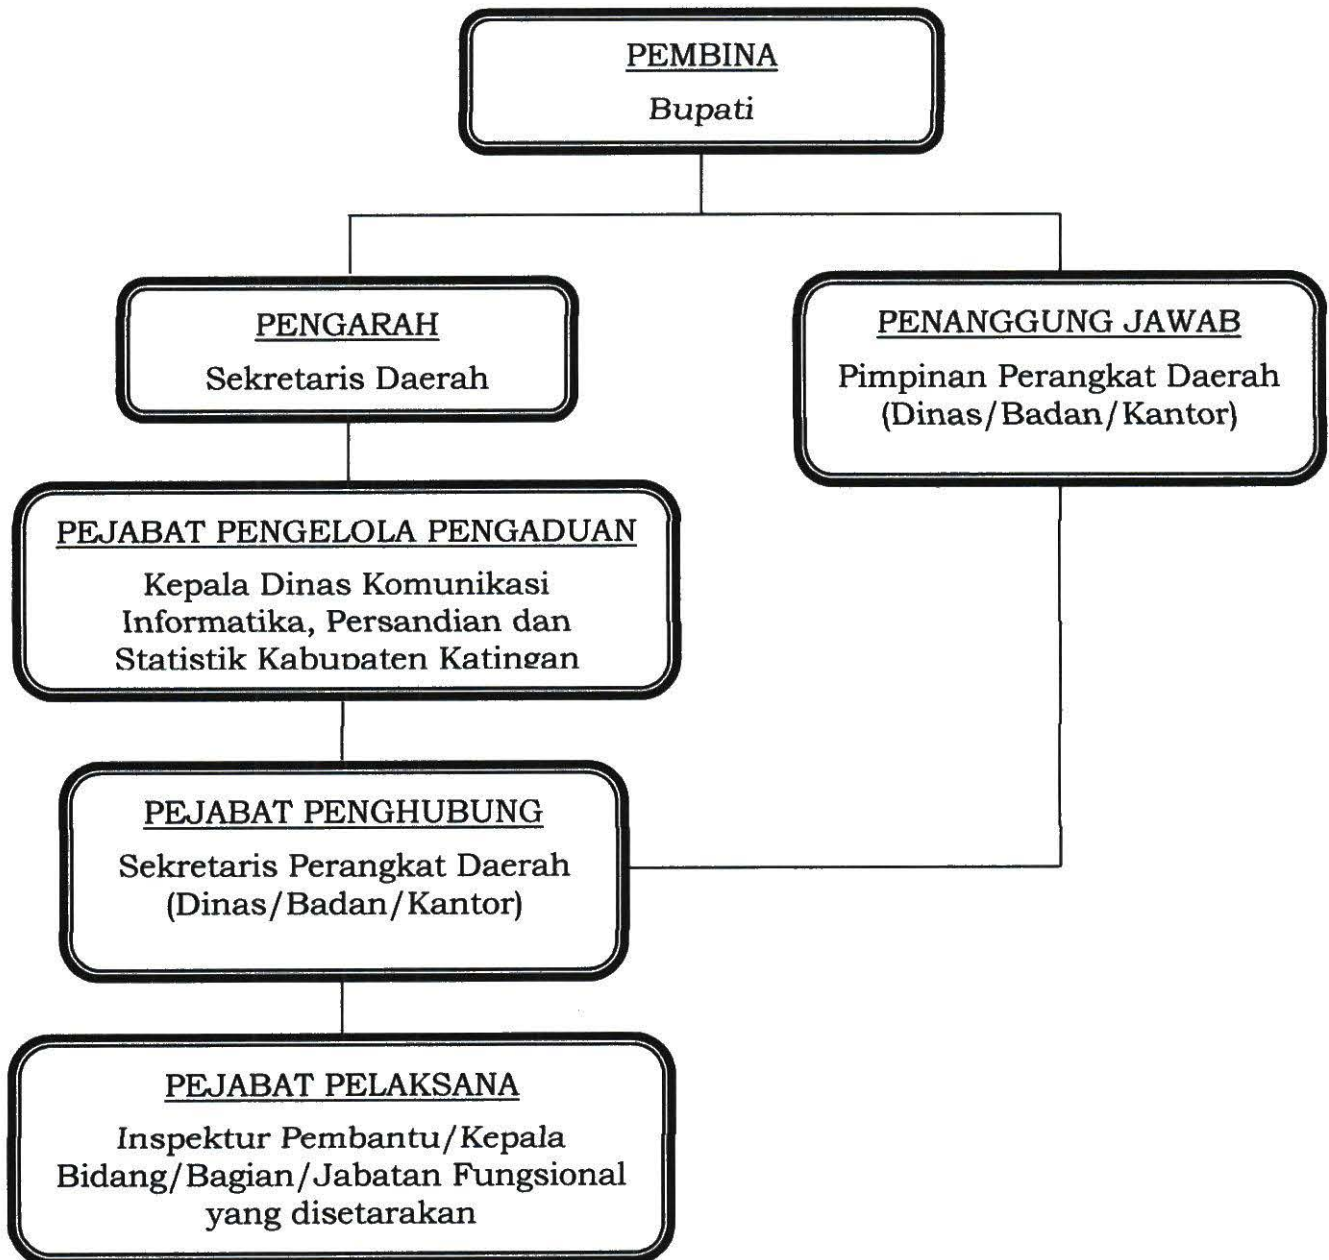 PEMBINA
Bupati
PENGARAH
Sekretaris Daerah
PENANGGUNG JAWAB
Pimpinan Perangkat Daerah
(Dinas/Badan/Kantor)
PEJABAT PENGELOLA PENGADUAN
Kepala Dinas Komunikasi
Informatika, Persandian dan
Statistik Kabupaten Katingan
PEJABAT PENGHUBUNG
Sekretaris Perangkat Daerah
(Dinas/Badan/Kantor)
PEJABAT PELAKSANA
Inspektur Pembantu/Kepala
Bidang/Bagian/Jabatan Fungsional
yang disetarakan